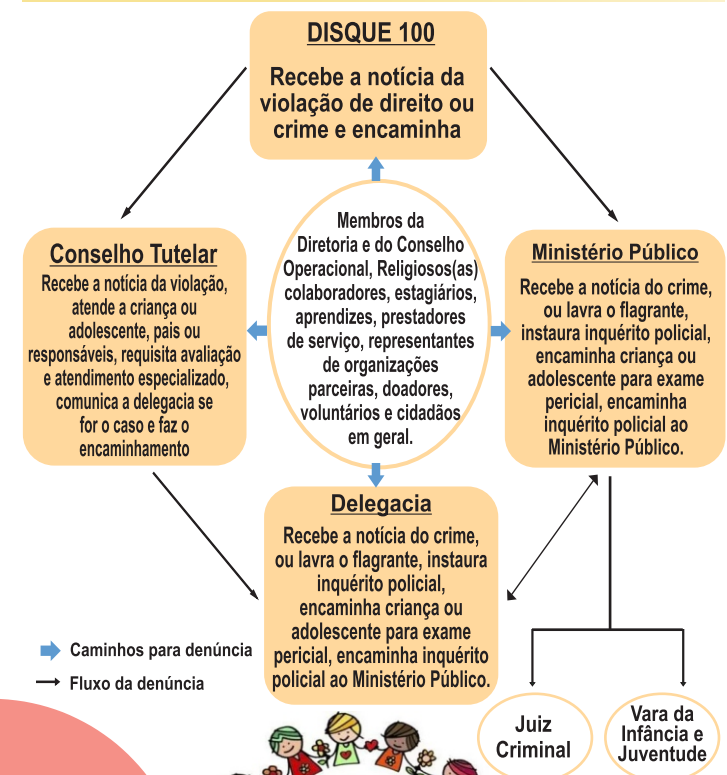 DISQUE 100
Recebe a notícia da
violação de direito ou
crime e encaminha
Membros da
Diretoria e do Conselho
Operacional, Religiosos(as)
colaboradores, estagiários,
aprendizes, prestadores
de serviço, representantes
de organizações
parceiras, doadores,
voluntários e cidadãos
em geral.
Conselho Tutelar
Recebe a notícia da violação,
atende a criança ou
adolescente, pais ou
responsáveis, requisita avaliação
e atendimento especializado,
comunica a delegacia se
for o caso e faz o
encaminhamento
Ministério Público
Recebe a notícia do crime,
ou lavra o flagrante,
instaura inquérito policial,
encaminha criança ou
adolescente para exame
pericial, encaminha
inquérito policial ao
Ministério Público.
Delegacia
Recebe a notícia do crime,
ou lavra o flagrante, instaura
inquérito policial,
encaminha criança ou
adolescente para exame
pericial, encaminha inquérito
policial ao Ministério Público.
Caminhos para denúncia
Fluxo da denúncia
Juiz
Criminal
Vara da
Infância e
Juventude